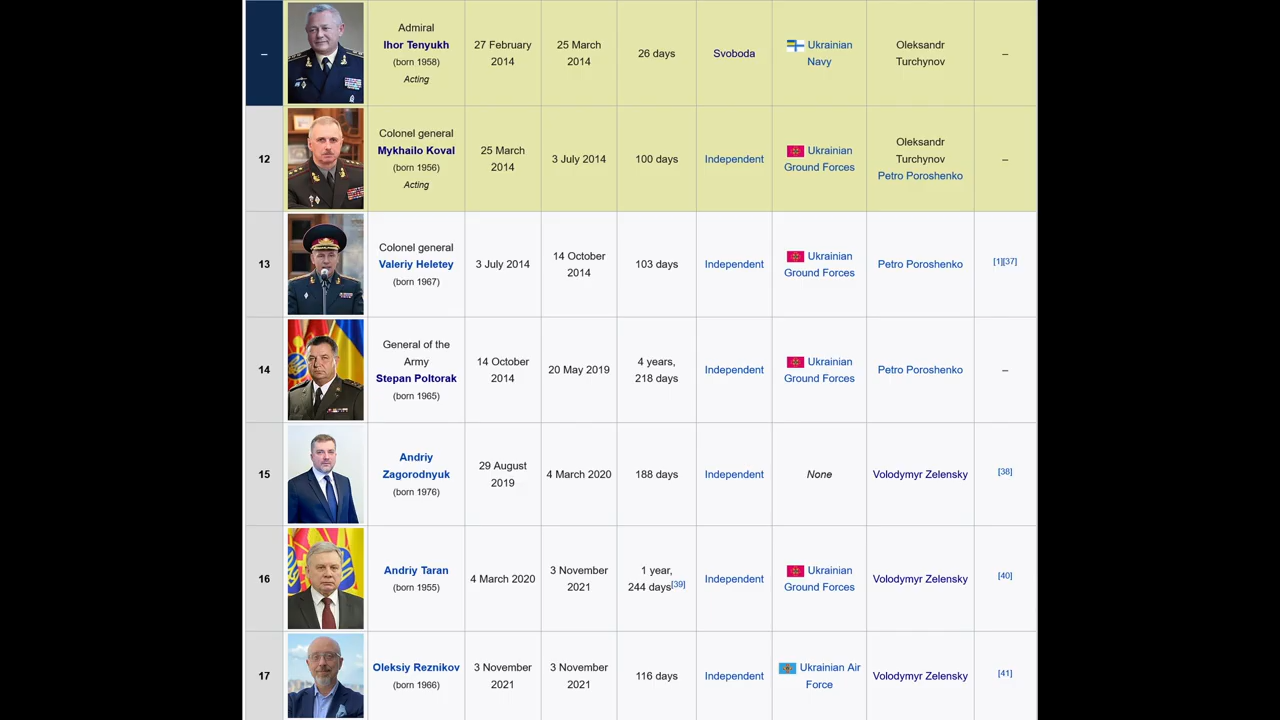 –
Admiral
Ihor Tenyukh
(born 1958)
Acting
27 February
2014
25 March
2014
26 days
Svoboda
Ukrainian
Navy
Oleksandr
Turchynov
–
12
Colonel general
Mykhailo Koval
(born 1956)
Acting
25 March
2014
3 July 2014
100 days
Independent
Ukrainian
Ground Forces
Oleksandr
Turchynov
Petro Poroshenko
–
13
Colonel general
Valeriy Heletey
(born 1967)
3 July 2014
14 October
2014
103 days
Independent
Ukrainian
Ground Forces
Petro Poroshenko
[1][37]
14
General of the
Army
Stepan Poltorak
(born 1965)
14 October
2014
20 May 2019
4 years,
218 days
Independent
Ukrainian
Ground Forces
Petro Poroshenko
–
15
Andriy
Zagorodnyuk
(born 1976)
29 August
2019
4 March 2020
188 days
Independent
None
Volodymyr Zelensky
[38]
16
Andriy Taran
(born 1955)
4 March 2020
3 November
2021
1 year,
244 days[39]
Independent
Ukrainian
Ground Forces
Volodymyr Zelensky
[40]
17
Oleksiy Reznikov
(born 1966)
3 November
2021
3 November
2021
116 days
Independent
Ukrainian Air
Force
Volodymyr Zelensky
[41]